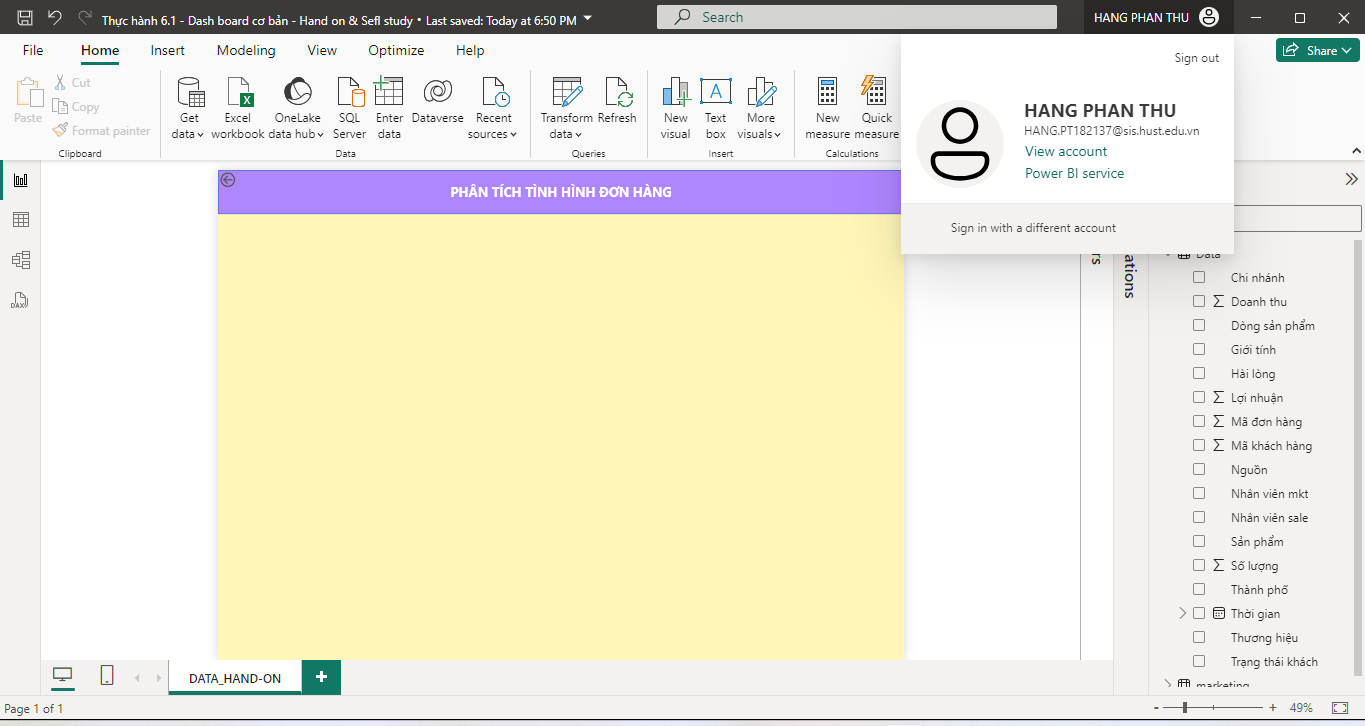 Thực hành 6.1 - Dash board cơ bản - Hand on & Sefl study • Last saved: Today at 6:50 PM
Search
HANG PHAN THU
File Home Insert Modeling View Optimize Help
Share
Paste
Cut
Copy
Format painter
Clipboard
Get data
Excel workbook
OneLake data hub
SQL Server
Enter data
Dataverse
Recent sources
Data
Transform data
Refresh
Queries
New visual
Text box
More visuals
Insert
New measure
Quick measure
Calculations
Sign out
HANG PHAN THU
HANG.PT182137@sis.hust.edu.vn
View account
Power BI service
Sign in with a different account
PHÂN TÍCH TÌNH HÌNH ĐƠN HÀNG
rs
ations
Data
Chi nhánh
Σ Doanh thu
Dòng sản phẩm
Giới tính
Hài lòng
Σ Lợi nhuận
Σ Mã đơn hàng
Σ Mã khách hàng
Nguồn
Nhân viên mkt
Nhân viên sale
Sản phẩm
Σ Số lượng
Thành phố
Thời gian
Thương hiệu
Trạng thái khách
marketing
DAX
DATA_HAND-ON
+
Page 1 of 1
- + 49%